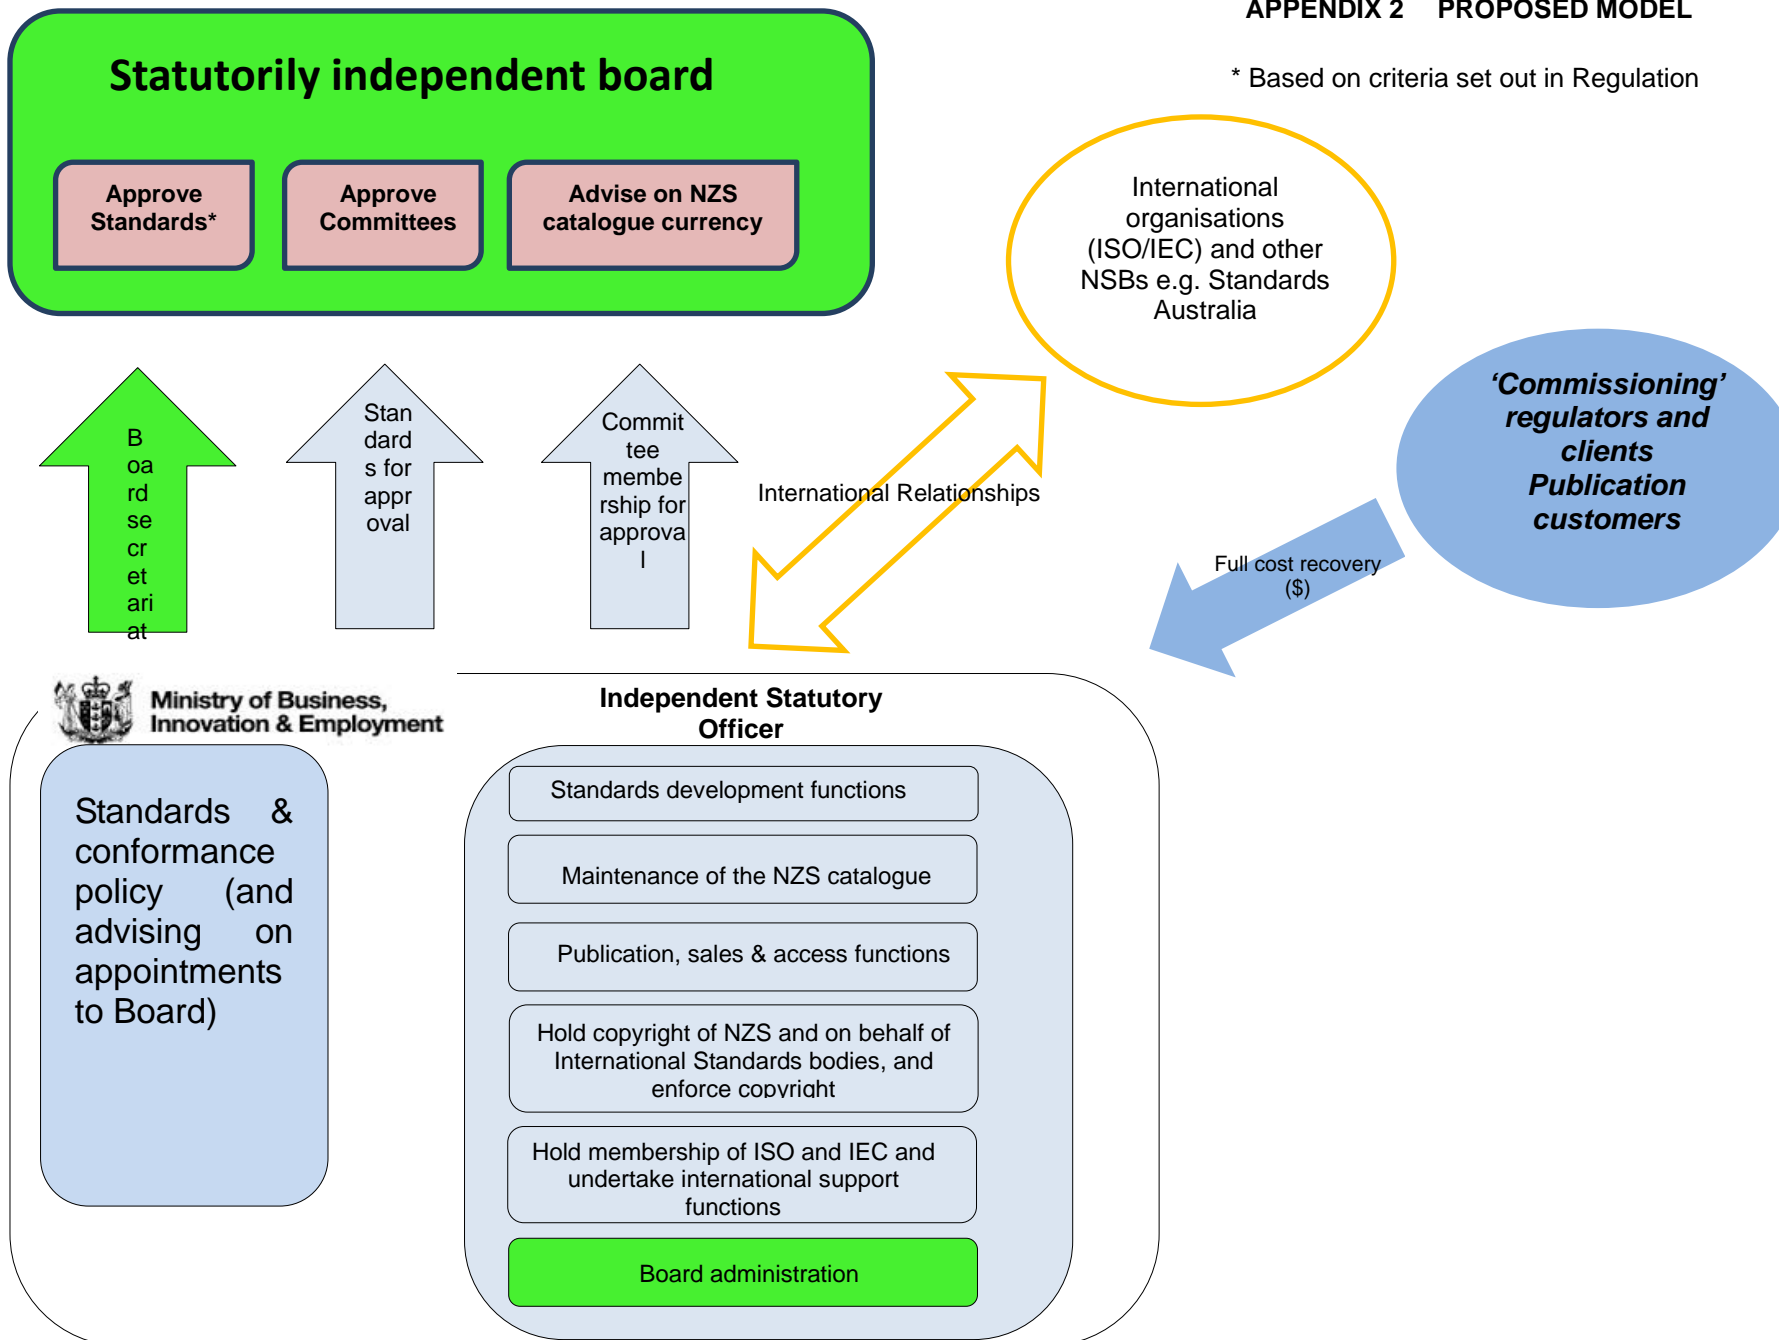 APPENDIX 2 PROPOSED MODEL
* Based on criteria set out in Regulation
Statutorily independent board
Approve
Standards*
Approve
Committees
Advise on NZS
catalogue currency
International
organisations
(ISO/IEC) and other
NSBs e.g. Standards
Australia
'Commissioning'
regulators and
clients
Publication
customers
B
oa
rd
se
cr
et
ari
at
Stan
dard
s for
appr
oval
Commit
tee
membe
rship for
approva
l
International Relationships
Full cost recovery
($)
Ministry of Business,
Innovation & Employment
Standards &
conformance
policy (and
advising on
appointments
to Board)
Independent Statutory
Officer
Standards development functions
Maintenance of the NZS catalogue
Publication, sales & access functions
Hold copyright of NZS and on behalf of
International Standards bodies, and
enforce copyright
Hold membership of ISO and IEC and
undertake international support
functions
Board administration